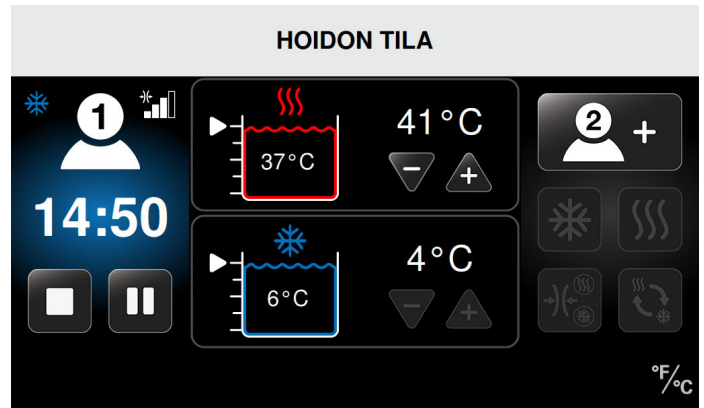 HOIDON TILA
1
14:50
37°C
41°C
- +
6°C
4°C
- +
2 +
°F/°C